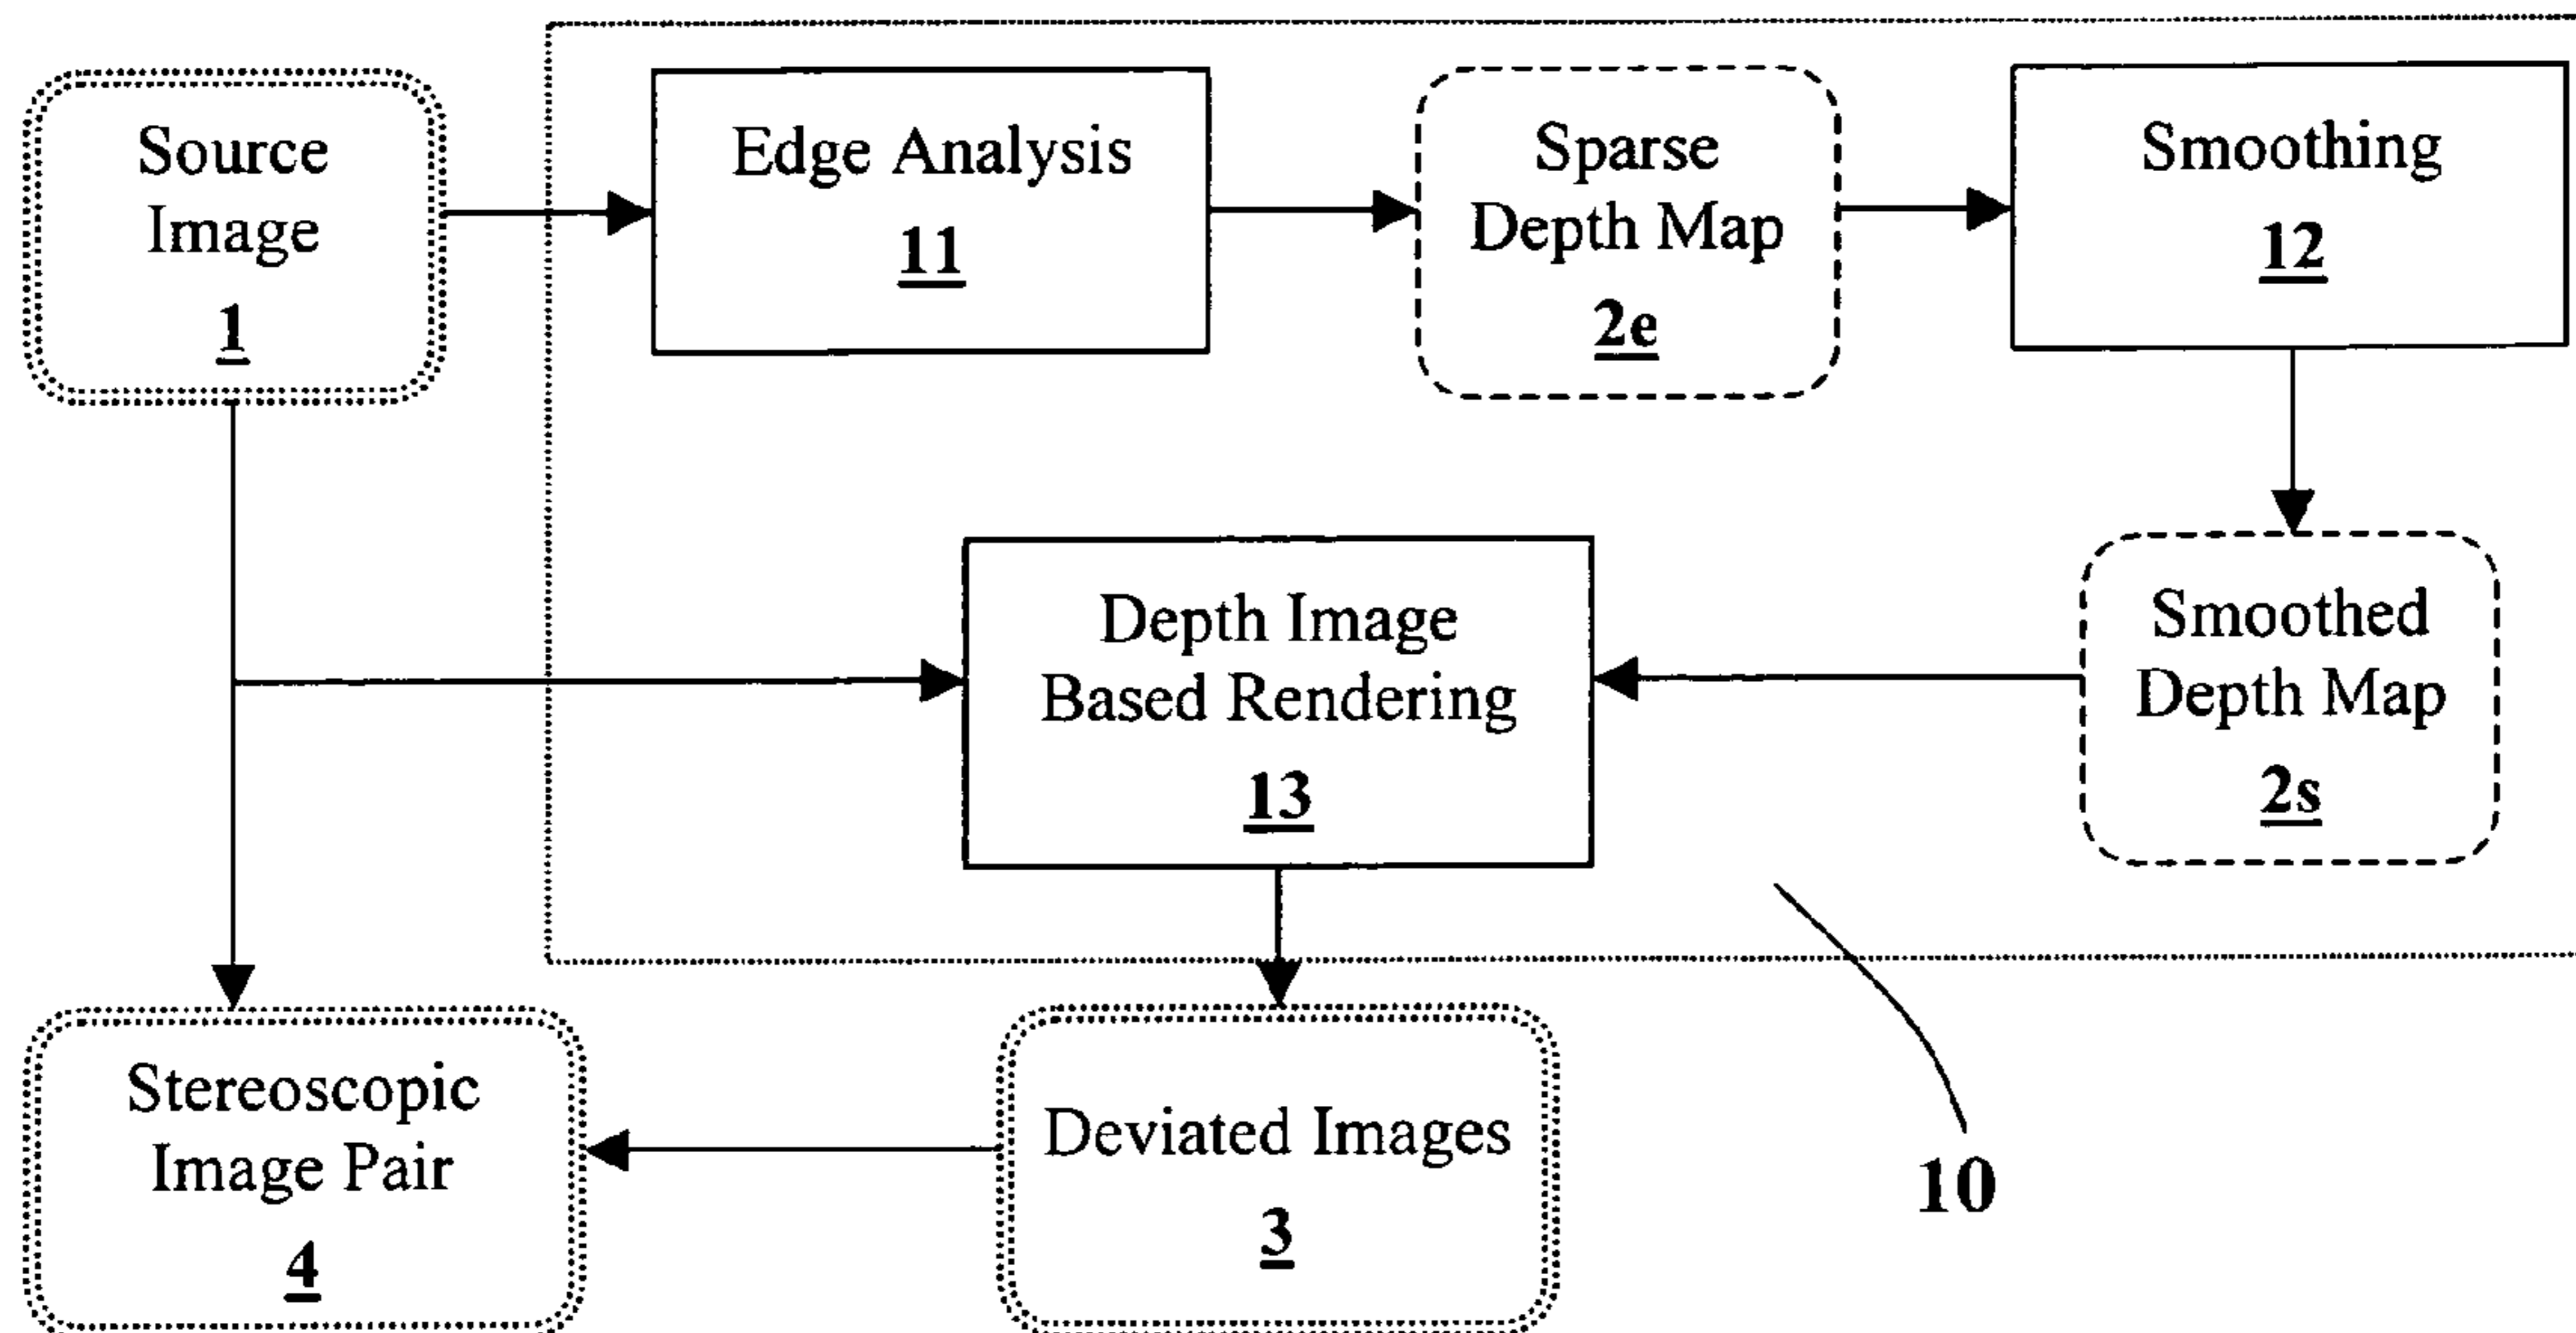 Source
Image
1
Edge Analysis
11
Sparse
Depth Map
2e
Smoothing
12
Depth Image
Based Rendering
13
Smoothed
Depth Map
2s
Stereoscopic
Image Pair
4
Deviated Images
3
10